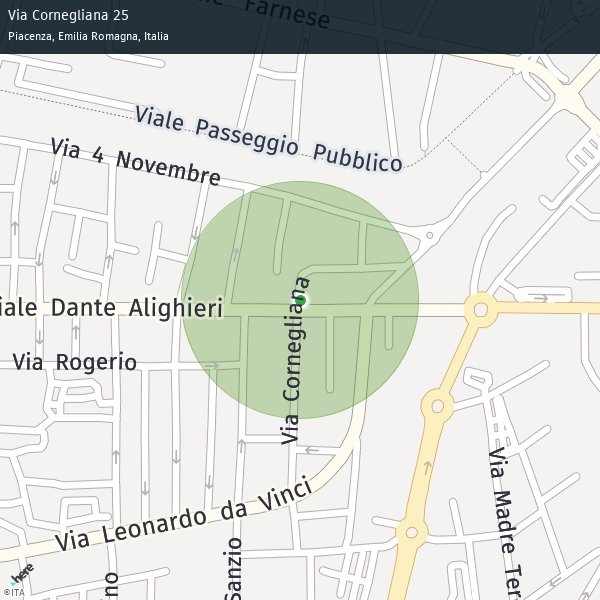 Via Cornegliana 25
Piacenza, Emilia Romagna, Italia
Farnese
Viale Passeggio Pubblico
Via 4 Novembre
iale Dante Alighieri
Via Cornegliana
Via Rogerio
Via Leonardo da Vinci
Via Madre Ter
Sanzio
no
here
©ITA